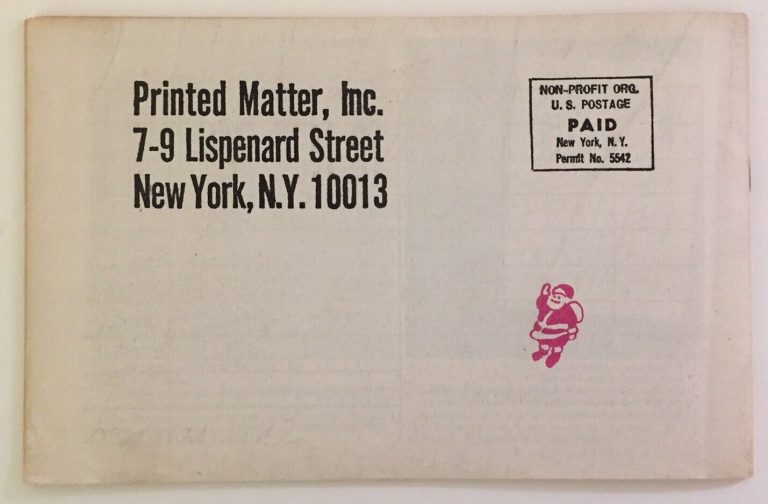 Printed Matter, Inc.
7-9 Lispenard Street
New York, N.Y. 10013
NON-PROFIT ORG.
U. S. POSTAGE
PAID
New York, N. Y.
Permit No. 5542